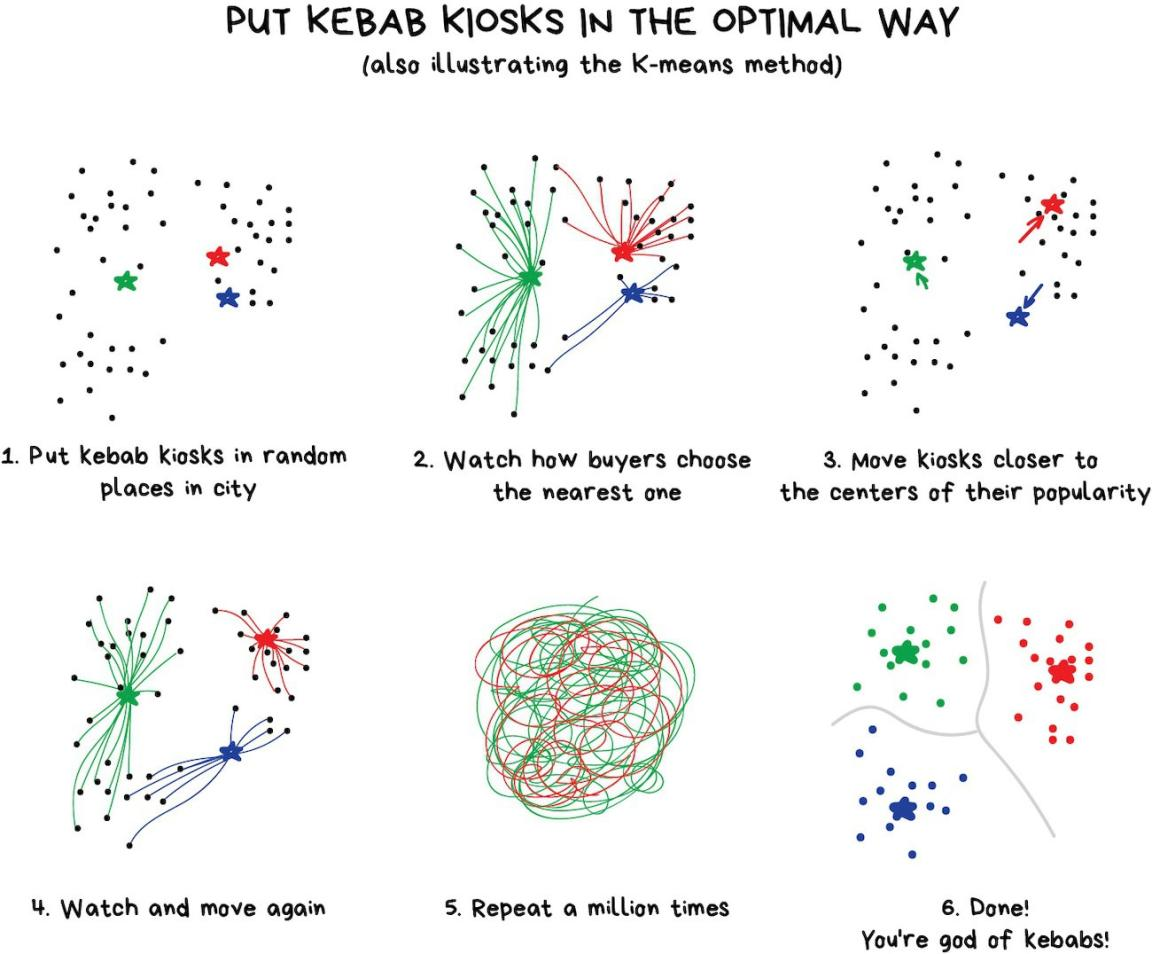 PUT KEBAB KIOSKS IN THE OPTIMAL WAY
(also illustrating the K-means method)
1. Put kebab kiosks in random
places in city
2. Watch how buyers choose
the nearest one
3. Move kiosks closer to
the centers of their popularity
4. Watch and move again
5. Repeat a million times
6. Done!
You're god of kebabs!